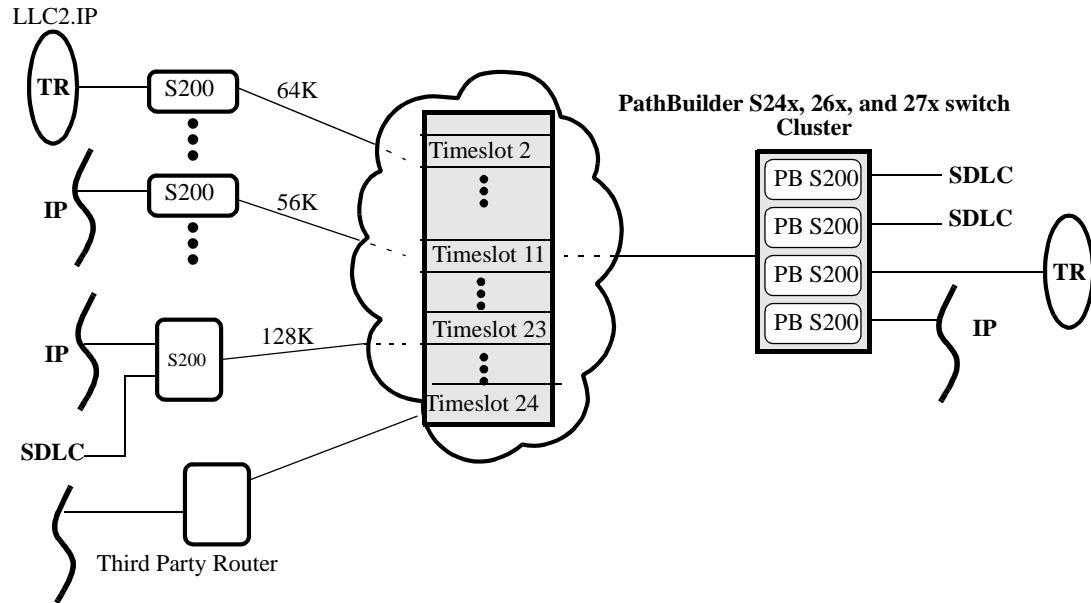 LLC2.IP
TR
S200
64K
PathBuilder S24x, 26x, and 27x switch
Cluster
Timeslot 2
PB S200
SDLC
IP
S200
56K
PB S200
SDLC
Timeslot 11
PB S200
TR
IP
S200
128K
Timeslot 23
PB S200
IP
Timeslot 24
SDLC
Third Party Router